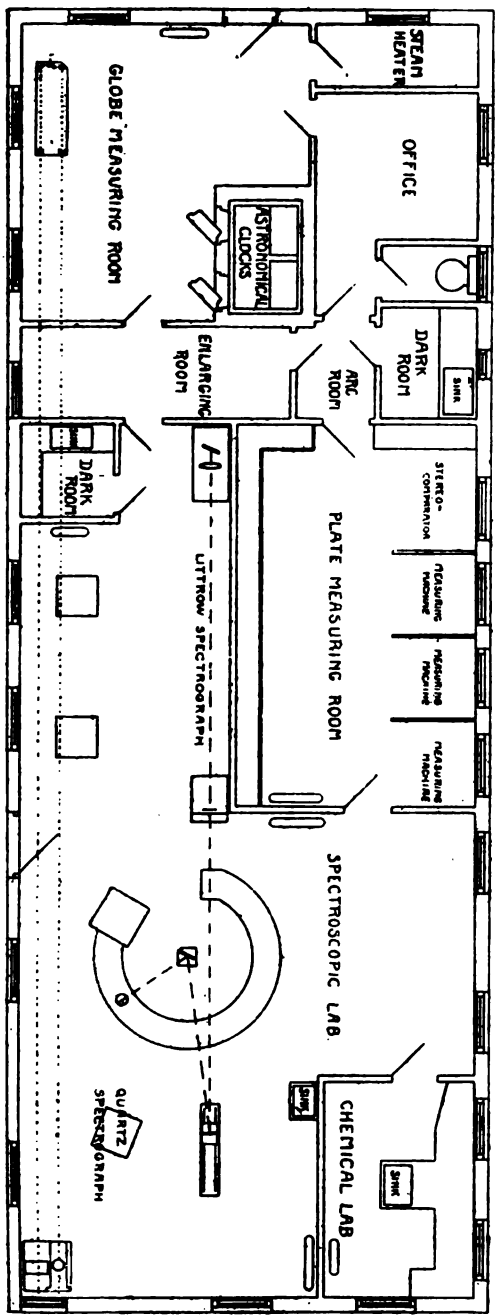 STEAM
HEATER
GLOBE MEASURING ROOM
OFFICE
ASTRONOMICAL
CLOCKS
ENLARGING
ROOM
ARC
ROOM
DARK
ROOM
SINK
SINK
DARK
ROOM
LITTROW SPECTROGRAPH
PLATE MEASURING ROOM
STEREO-
COMPARATOR
MEASURING
MACHINE
MEASURING
MACHINE
MEASURING
MACHINE
SPECTROSCOPIC LAB.
QUARTZ
SPECTROGRAPH
SINK
CHEMICAL LAB
SINK